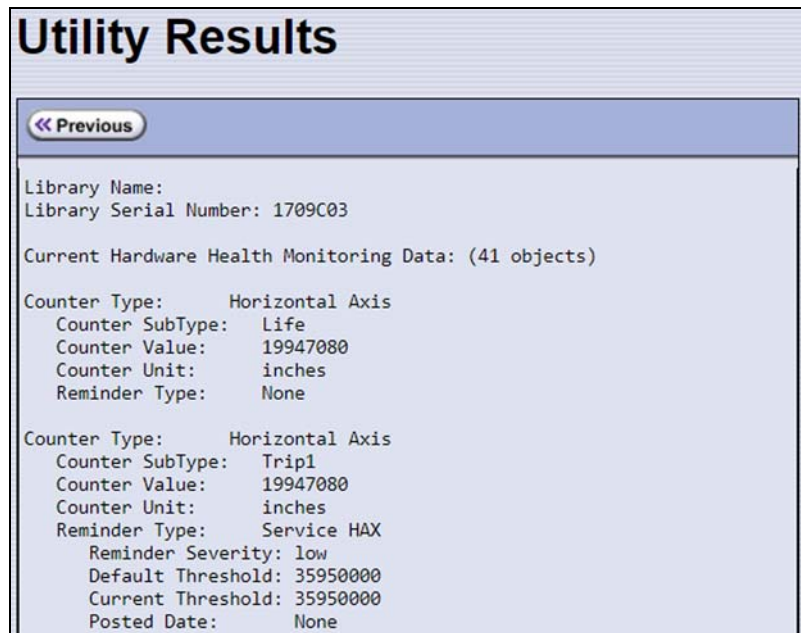 Utility Results
« Previous
Library Name:
Library Serial Number: 1709C03
Current Hardware Health Monitoring Data: (41 objects)
Counter Type: Horizontal Axis
Counter SubType: Life
Counter Value: 19947080
Counter Unit: inches
Reminder Type: None
Counter Type: Horizontal Axis
Counter SubType: Trip1
Counter Value: 19947080
Counter Unit: inches
Reminder Type: Service HAX
Reminder Severity: low
Default Threshold: 35950000
Current Threshold: 35950000
Posted Date: None